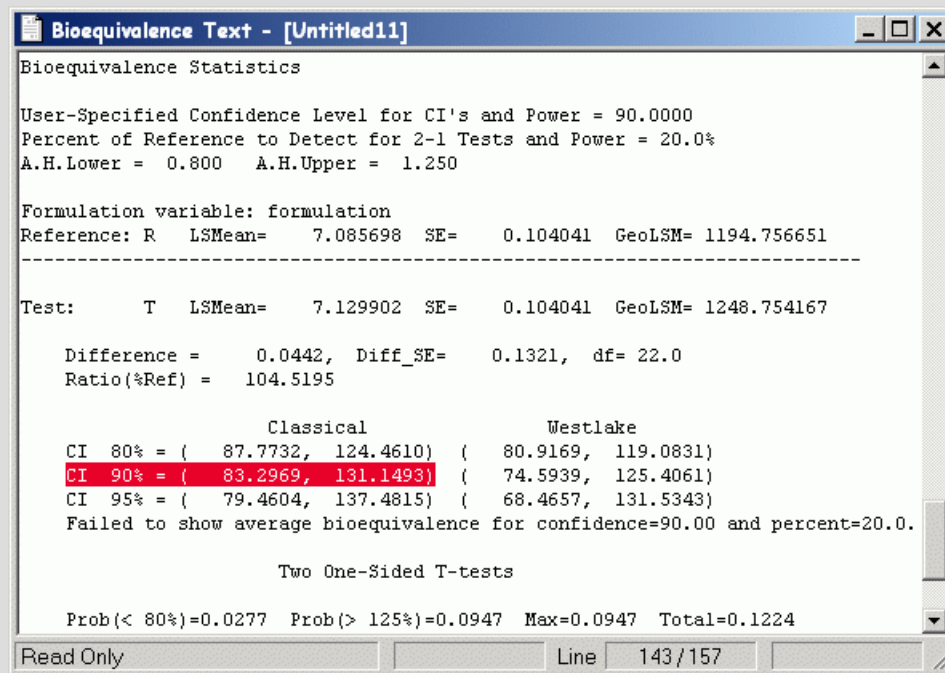 Bioequivalence Text - [Untitled11]
Bioequivalence Statistics
User-Specified Confidence Level for CI's and Power = 90.0000
Percent of Reference to Detect for 2-1 Tests and Power = 20.0%
A.H.Lower =  0.800   A.H.Upper =  1.250
Formulation variable: formulation
Reference: R   LSMean=    7.085698  SE=    0.104041  GeoLSM= 1194.756651
---------------------------------------------------------------------------
Test:      T   LSMean=    7.129902  SE=    0.104041  GeoLSM= 1248.754167
Difference =     0.0442,  Diff_SE=    0.1321,  df= 22.0
Ratio(%Ref) =   104.5195
Classical                   Westlake
CI  80% = (   87.7732,  124.4610)  (   80.9169,  119.0831)
CI  90% = (   83.2969,  131.1493)  (   74.5939,  125.4061)
CI  95% = (   79.4604,  137.4815)  (   68.4657,  131.5343)
Failed to show average bioequivalence for confidence=90.00 and percent=20.0.
Two One-Sided T-tests
Prob(< 80%)=0.0277  Prob(> 125%)=0.0947  Max=0.0947  Total=0.1224
Read Only   Line   143/157